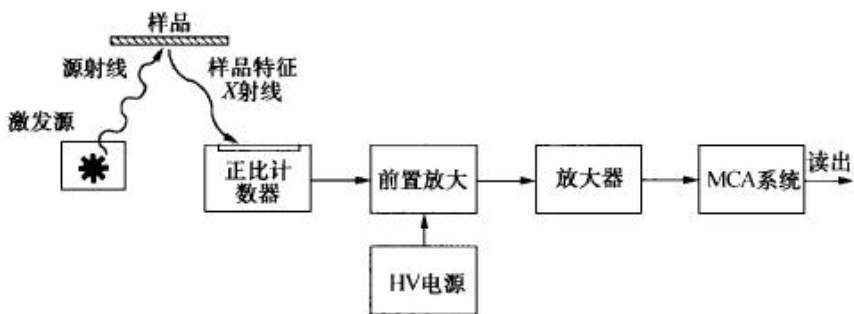 样品
源射线
样品特征
X射线
激发源
正比计
数器
前置放大
放大器
MCA系统
读出
HV电源